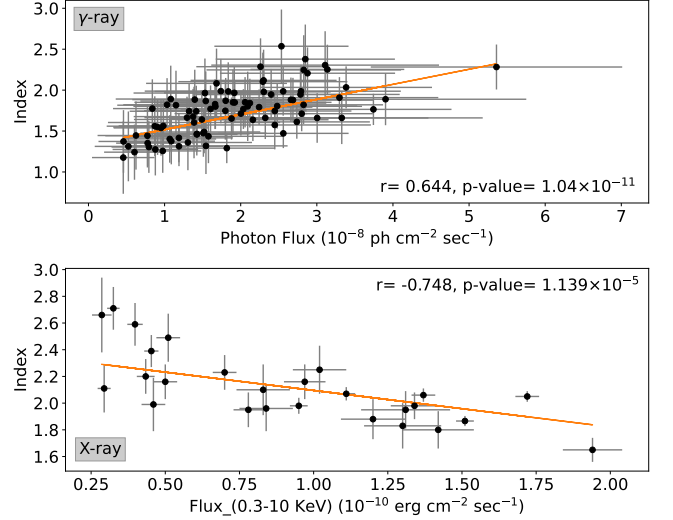 γ-ray
3.0
2.5
2.0
1.5
1.0
Index
r= 0.644, p-value= 1.04×10⁻¹¹
0 1 2 3 4 5 6 7
Photon Flux (10⁻⁸ ph cm⁻² sec⁻¹)
3.0
2.8
2.6
2.4
2.2
2.0
1.8
1.6
Index
r= -0.748, p-value= 1.139×10⁻⁵
X-ray
0.25 0.50 0.75 1.00 1.25 1.50 1.75 2.00
Flux_(0.3-10 KeV) (10⁻¹⁰ erg cm⁻² sec⁻¹)